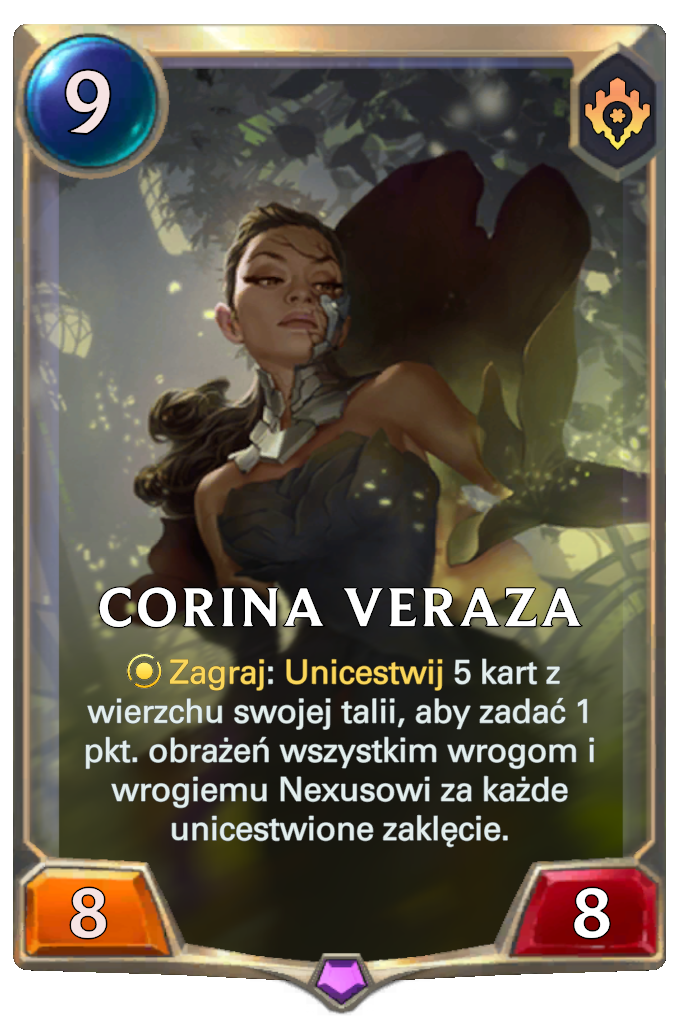 9
CORINA VERAZA
Zagraj: Unicestwij 5 kart z
wierzchu swojej talii, aby zadać 1
pkt. obrażeń wszystkim wrogom i
wrogiemu Nexusowi za każde
unicestwione zaklęcie.
8 8